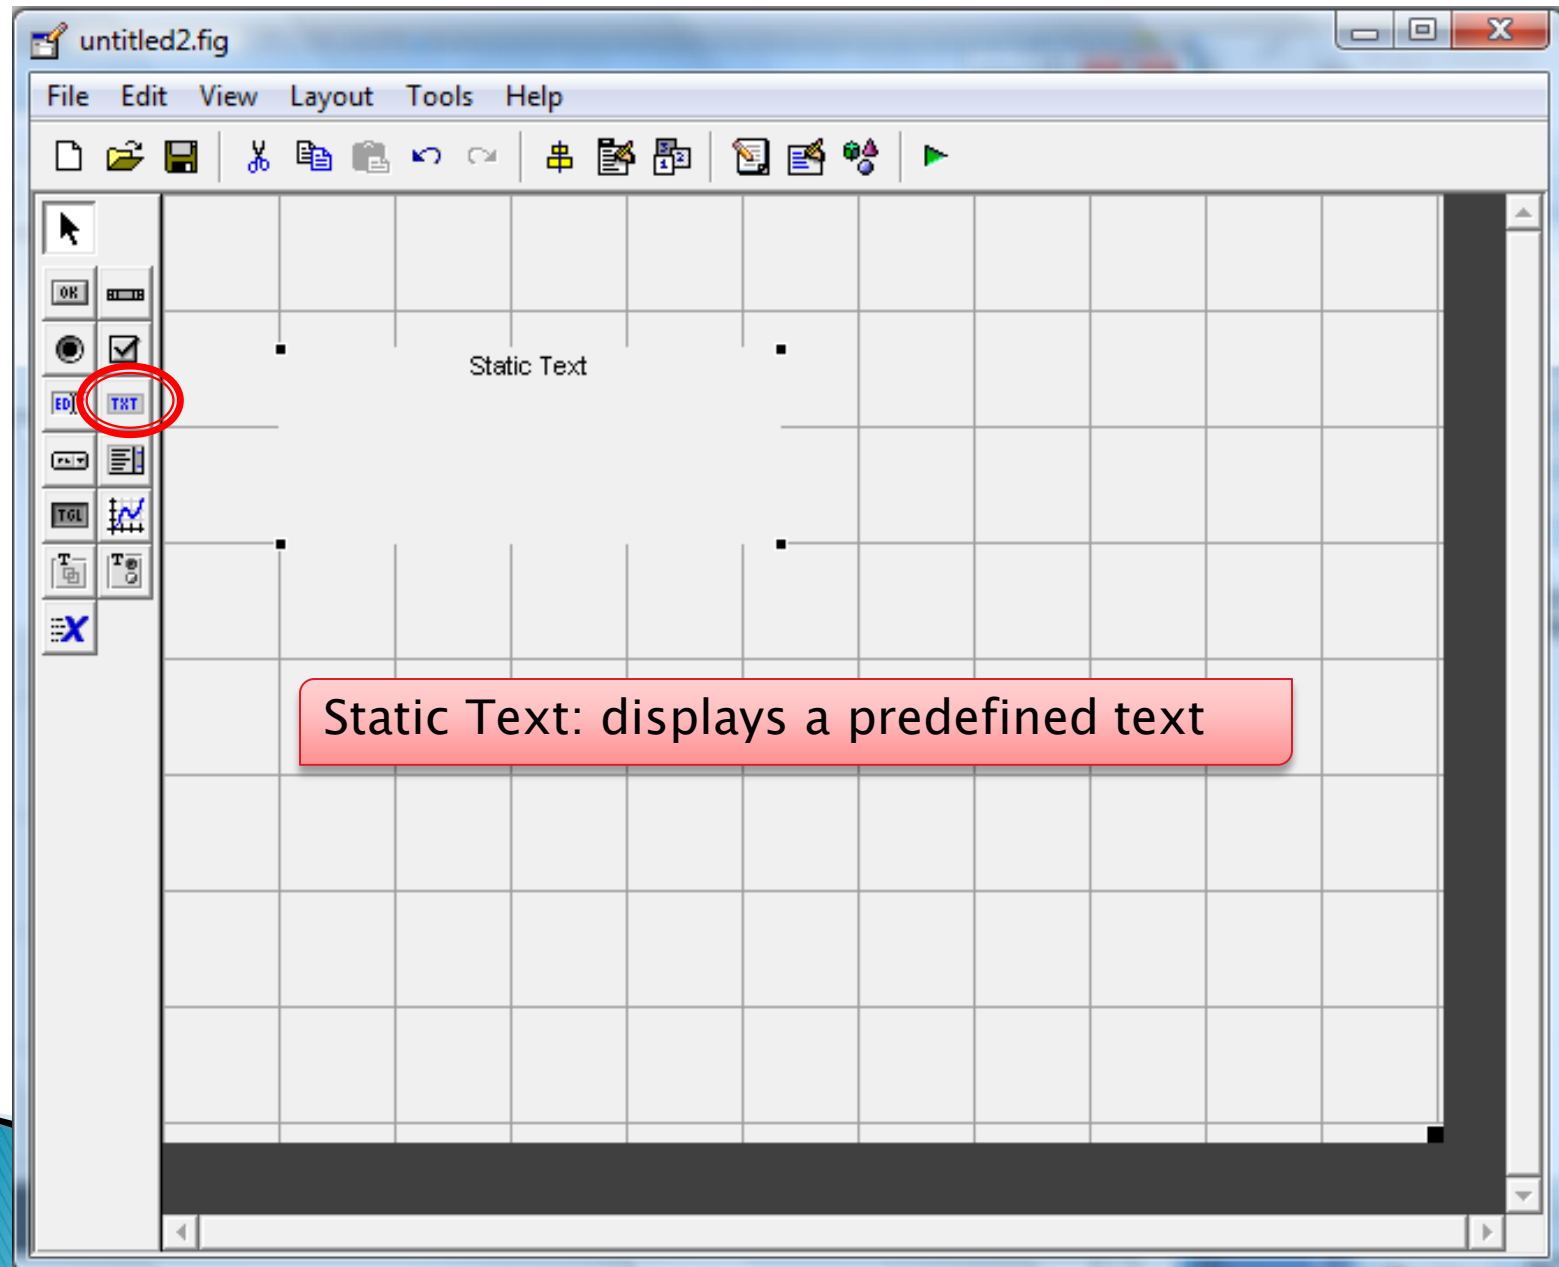 untitled2.fig
File Edit View Layout Tools Help
OK
Static Text
ED
TXT
TGL
T T
X
Static Text: displays a predefined text